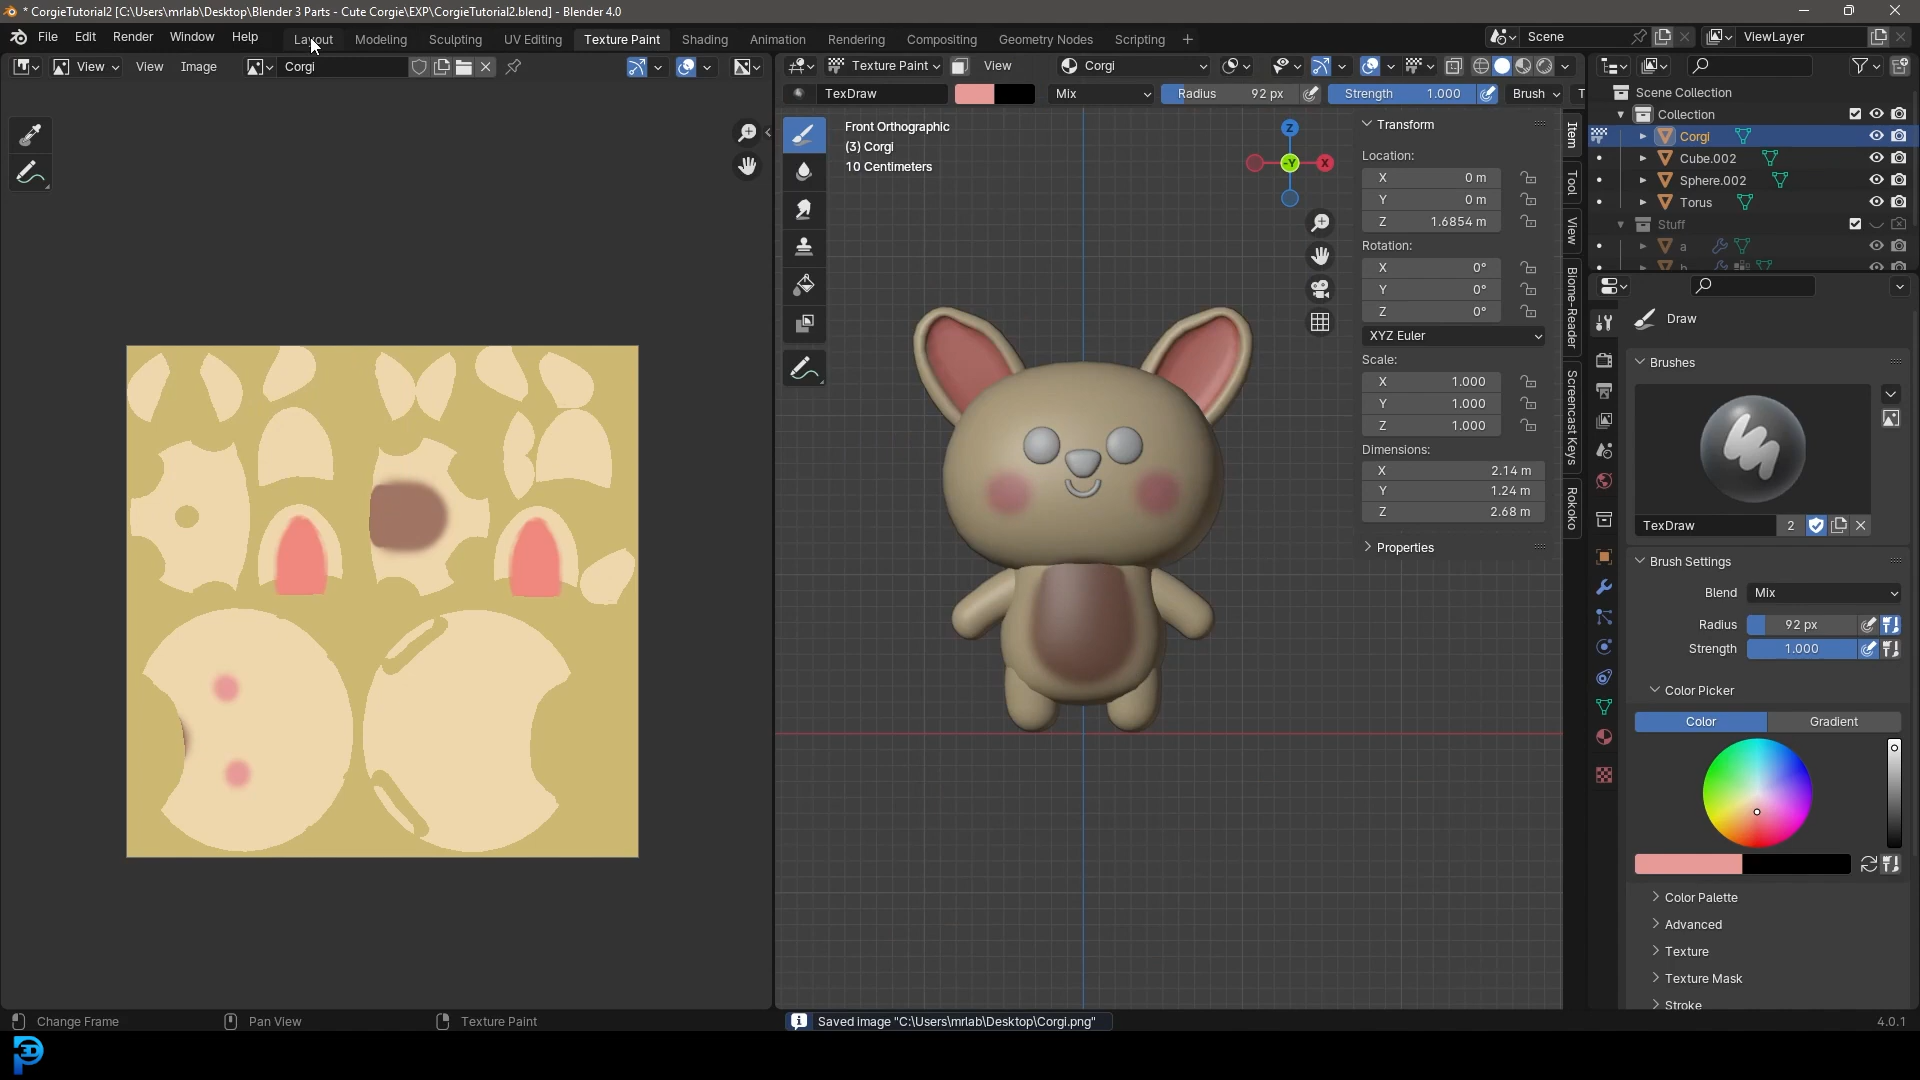 * CorgieTutorial2 [C:\Users\mrlab\Desktop\Blender 3 Parts - Cute Corgie\EXP\CorgieTutorial2.blend] - Blender 4.0
File Edit Render Window Help Layout Modeling Sculpting UV Editing Texture Paint Shading Animation Rendering Compositing Geometry Nodes Scripting + Scene ViewLayer
View View Image Corgi Texture Paint View Corgi
TexDraw Mix Radius 92 px Strength 1.000 Brush T
Front Orthographic
(3) Corgi
10 Centimeters
Z
-Y
X
Transform
Location:
X 0 m
Y 0 m
Z 1.6854 m
Rotation:
X 0°
Y 0°
Z 0°
XYZ Euler
Scale:
X 1.000
Y 1.000
Z 1.000
Dimensions:
X 2.14 m
Y 1.24 m
Z 2.68 m
Properties
Item
Tool
View
Biome-Reader
Screencast Keys
Rokoko
Scene Collection
Collection
Corgi
Cube.002
Sphere.002
Torus
Stuff
a
Draw
Brushes
TexDraw 2
Brush Settings
Blend Mix
Radius 92 px
Strength 1.000
Color Picker
Color Gradient
Color Palette
Advanced
Texture
Texture Mask
Stroke
Change Frame Pan View Texture Paint Saved image "C:\Users\mrlab\Desktop\Corgi.png" 4.0.1
3D